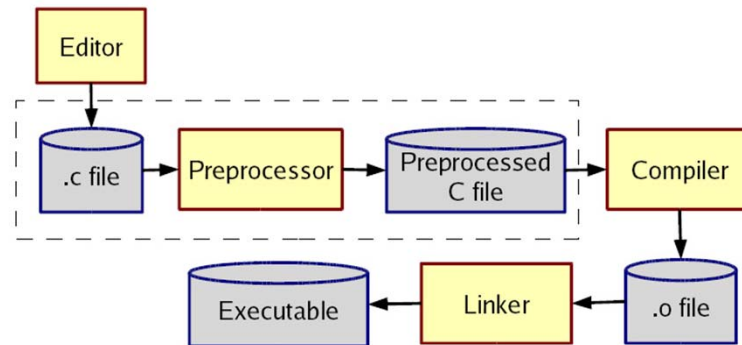 Editor
.c file
Preprocessor
Preprocessed
C file
Compiler
Executable
Linker
.o file